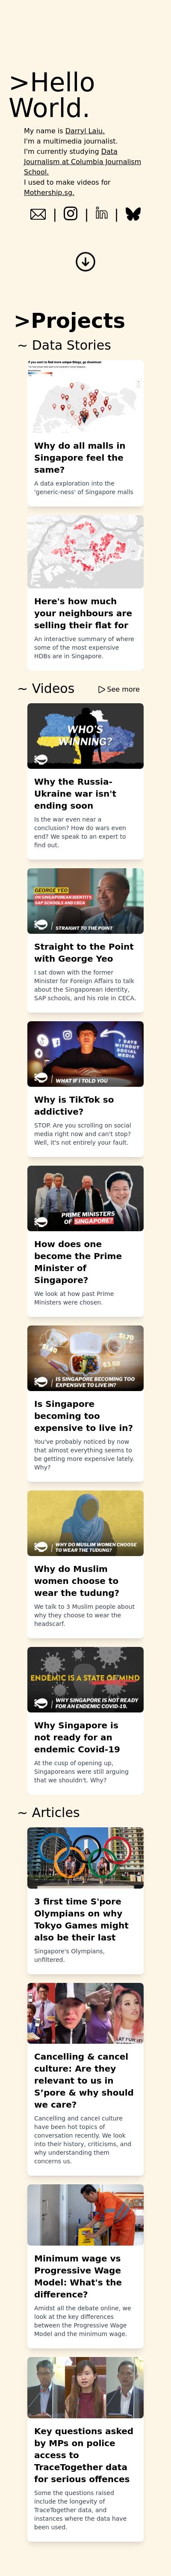 >Hello
World.
My name is Darryl Laiu.
I'm a multimedia journalist.
I'm currently studying Data
Journalism at Columbia Journalism
School.
I used to make videos for
Mothership.sg.
>Projects
~ Data Stories
If you want to find more unique things, go downtown
Why do all malls in
Singapore feel the
same?
A data exploration into the
'generic-ness' of Singapore malls
Here's how much
your neighbours are
selling their flat for
An interactive summary of where
some of the most expensive
HDBs are in Singapore.
~ Videos
See more
WHO'S
WINNING?
Why the Russia-
Ukraine war isn't
ending soon
Is the war even near a
conclusion? How do wars even
end? We speak to an expert to
find out.
GEORGE YEO
ON SINGAPOREAN IDENTITY,
SAP SCHOOLS AND CECA
STRAIGHT TO THE POINT
Straight to the Point
with George Yeo
I sat down with the former
Minister for Foreign Affairs to talk
about the Singaporean Identity,
SAP schools, and his role in CECA.
7 DAYS
WITHOUT
SOCIAL
MEDIA
WHAT IF I TOLD YOU
Why is TikTok so
addictive?
STOP. Are you scrolling on social
media right now and can't stop?
Well, it's not entirely your fault.
PRIME MINISTERS
OF SINGAPORE?
How does one
become the Prime
Minister of
Singapore?
We look at how past Prime
Ministers were chosen.
$1.40
$1.70
$3.50
IS SINGAPORE BECOMING TOO
EXPENSIVE TO LIVE IN?
Is Singapore
becoming too
expensive to live in?
You've probably noticed by now
that almost everything seems to
be getting more expensive lately.
Why?
WHY DO MUSLIM WOMEN CHOOSE
TO WEAR THE TUDUNG?
Why do Muslim
women choose to
wear the tudung?
We talk to 3 Muslim people about
why they choose to wear the
headscarf.
ENDEMIC IS A STATE OF MIND
WHY SINGAPORE IS NOT READY
FOR AN ENDEMIC COVID-19
Why Singapore is
not ready for an
endemic Covid-19
At the cusp of opening up,
Singaporeans were still arguing
that we shouldn't. Why?
~ Articles
3 first time S'pore
Olympians on why
Tokyo Games might
also be their last
Singapore's Olympians,
unfiltered.
Cancelling & cancel
culture: Are they
relevant to us in
S’pore & why should
we care?
Cancelling and cancel culture
have been hot topics of
conversation recently. We look
into their history, criticisms, and
why understanding them
concerns us.
Minimum wage vs
Progressive Wage
Model: What's the
difference?
Amidst all the debate online, we
look at the key differences
between the Progressive Wage
Model and the minimum wage.
Key questions asked
by MPs on police
access to
TraceTogether data
for serious offences
Some the questions raised
include the longevity of
TraceTogether data, and
instances where the data have
been used.